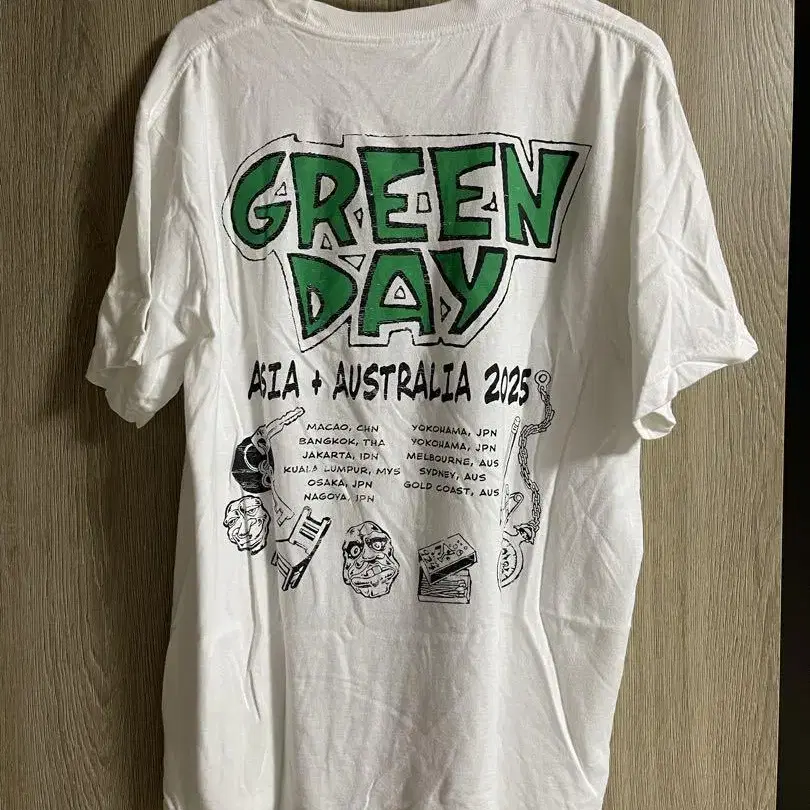 GREEN
DAY
ASIA + AUSTRALIA 2025
MACAO, CHN
BANGKOK, THA
JAKARTA, IDN
KUALA LUMPUR, MYS
OSAKA, JPN
NAGOYA, JPN
YOKOHAMA, JPN
YOKOHAMA, JPN
MELBOURNE, AUS
SYDNEY, AUS
GOLD COAST, AUS